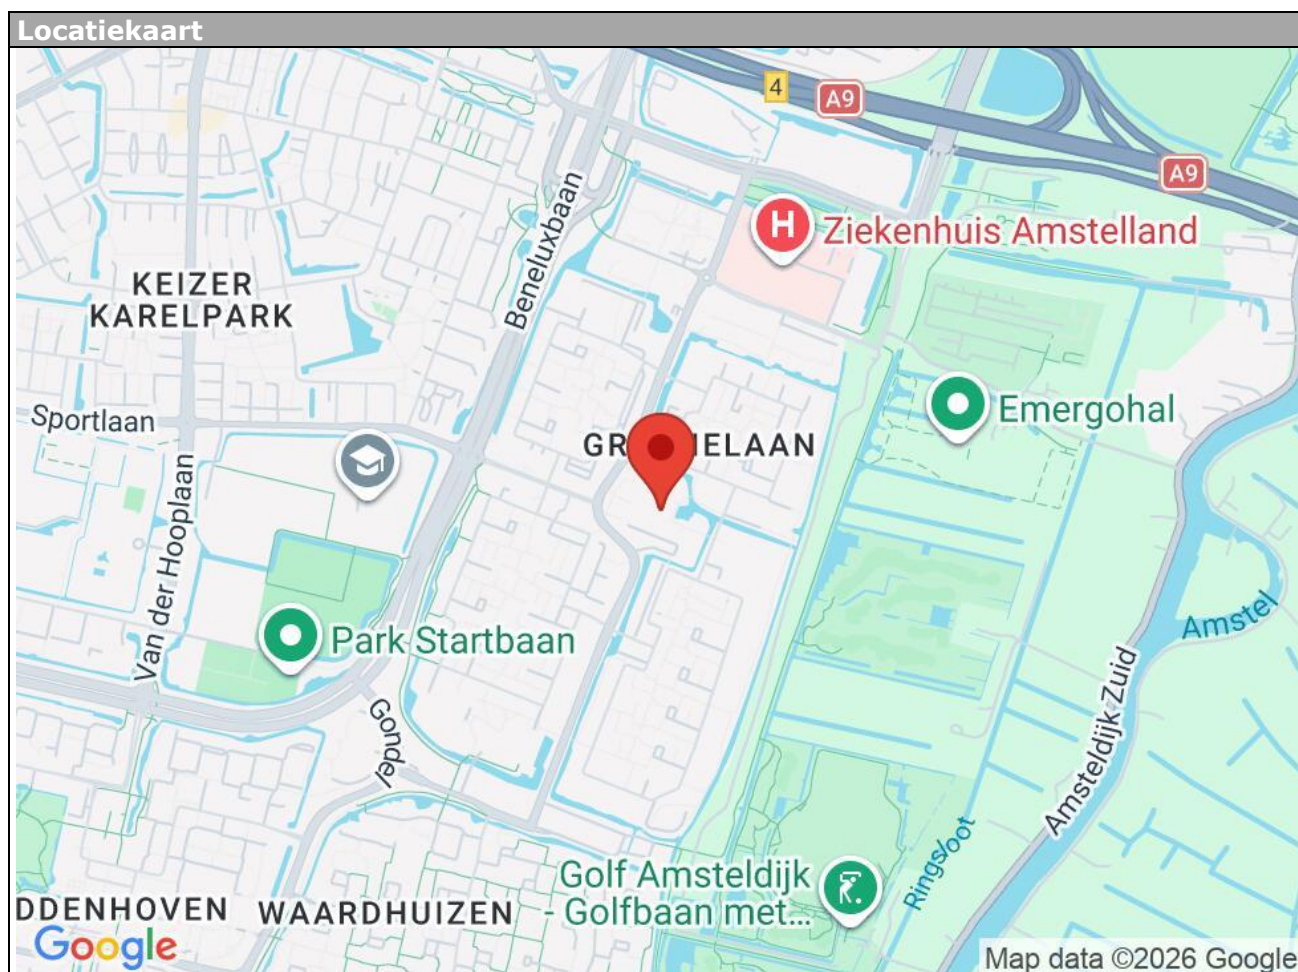 Locatiekaart
4
A9
A9
H
Ziekenhuis Amstelland
Beneluxbaan
KEIZER
KARELPARK
Emergohal
Sportlaan
GR
ELAAN
Van der Hooplaan
Amstel
Park Startbaan
Amsteldijk Zuid
Gondel
Ringsloot
Golf Amsteldijk
- Golfbaan met...
DDENHOVEN
WAARDHUIZEN
Google
Map data ©2026 Google